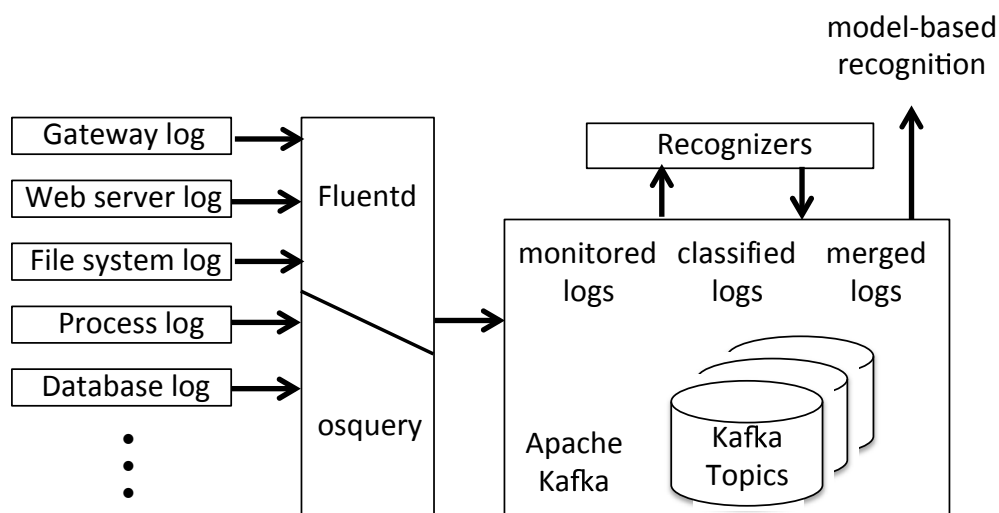 model-based
recognition
Gateway log
Web server log
File system log
Process log
Database log
Fluentd
osquery
Recognizers
monitored
logs
classified
logs
merged
logs
Apache
Kafka
Kafka
Topics